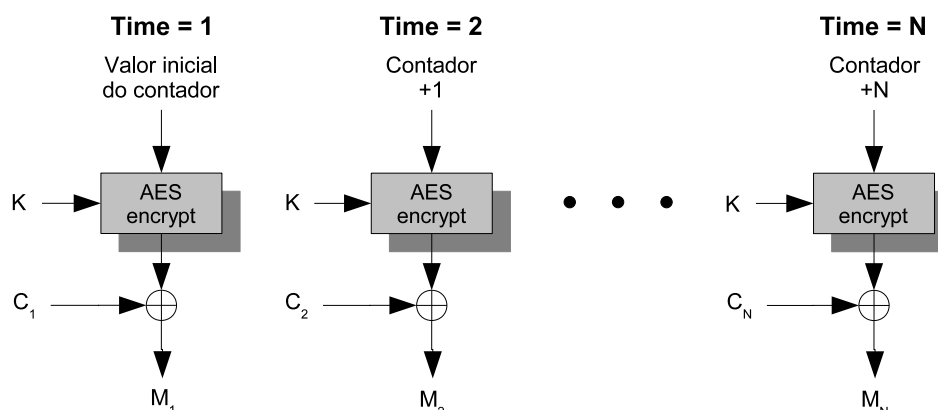 Time = 1
Valor inicial
do contador
K
AES
encrypt
C1
M1
Time = 2
Contador
+1
K
AES
encrypt
C2
M2
Time = N
Contador
+N
K
AES
encrypt
CN
MN